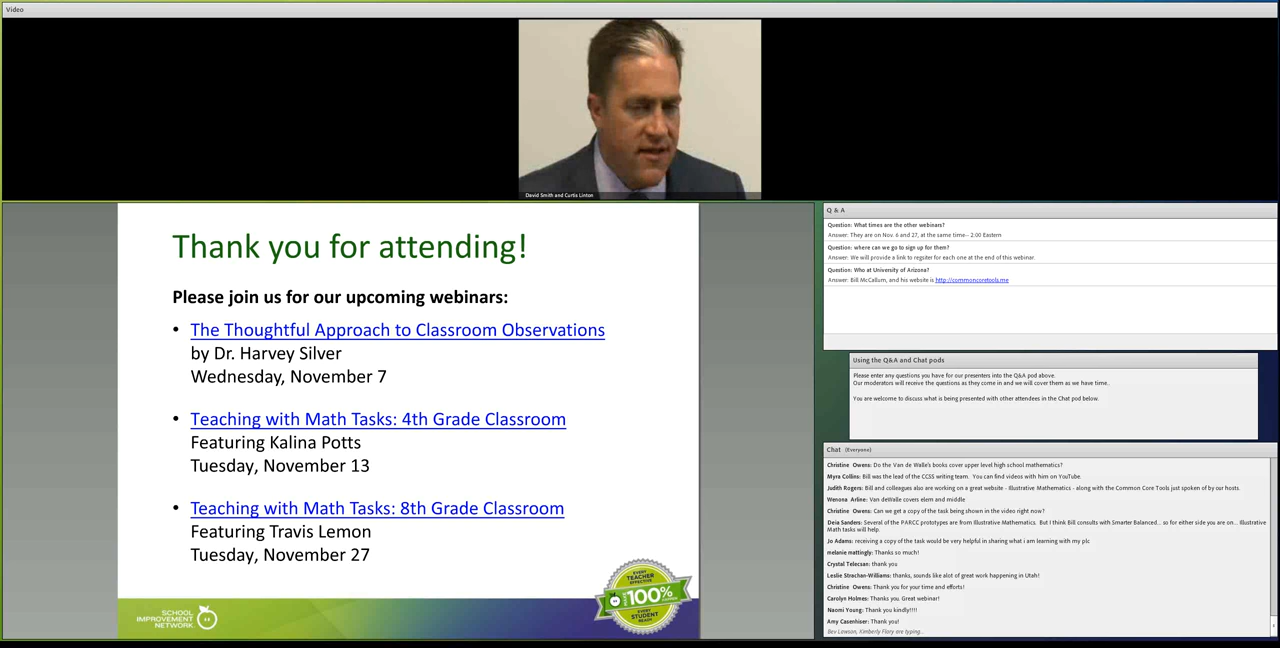 Video
David Smith and Curtis Linton
Thank you for attending!
Please join us for our upcoming webinars:
• The Thoughtful Approach to Classroom Observations
by Dr. Harvey Silver
Wednesday, November 7
• Teaching with Math Tasks: 4th Grade Classroom
Featuring Kalina Potts
Tuesday, November 13
• Teaching with Math Tasks: 8th Grade Classroom
Featuring Travis Lemon
Tuesday, November 27
SCHOOL
IMPROVEMENT
NETWORK
EVERY
TEACHER
EFFECTIVE
100%
EVERY
STUDENT
READY
Q & A
Question: What times are the other webinars?
Answer: They are on Nov. 6 and 27, at the same time-- 2:00 Eastern
Question: where can we go to sign up for them?
Answer: We will provide a link to regster for each one at the end of this webinar.
Question: Who at University of Arizona?
Answer: Bill McCallum, and his website is http://commoncoretools.me
Using the Q&A and Chat pods
Please enter any questions you have for our presenters into the Q&A pod above.
Our moderators will receive the questions as they come in and we will cover them as we have time..
You are welcome to discuss what is being presented with other attendees in the Chat pod below.
Chat (Everyone)
Christine Owens: Do the Van de Walle's books cover upper level high school mathematics?
Myra Collins: Bill was the lead of the CCSS writing team. You can find videos with him on YouTube.
Judith Rogers: Bill and colleagues also are working on a great website - Illustrative Mathematics - along with the Common Core Tools just spoken of by our hosts.
Wenona Arline: Van deWalle covers elem and middle
Christine Owens: Can we get a copy of the task being shown in the video right now?
Deia Sanders: Several of the PARCC prototypes are from Illustrative Mathematics. But I think Bill consults with Smarter Balanced... so for either side you are on... Illustrative
Math tasks will help.
Jo Adams: receiving a copy of the task would be very helpful in sharing what i am learning with my plc
melanie mattingly: Thanks so much!
Crystal Telecsan: thank you
Leslie Strachan-Williams: thanks, sounds like alot of great work happening in Utah!
Christine Owens: Thank you for your time and efforts!
Carolyn Holmes: Thanks you. Great webinar!
Naomi Young: Thank you kindly!!!!
Amy Casenhiser: Thank you!
Bev Lawson, Kimberly Flory are typing...